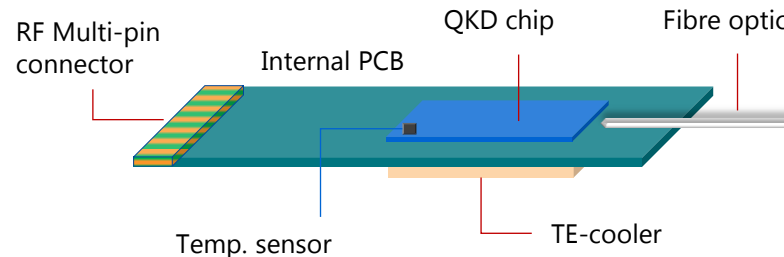 RF Multi-pin
connector
Internal PCB
QKD chip
Fibre optic
Temp. sensor
TE-cooler